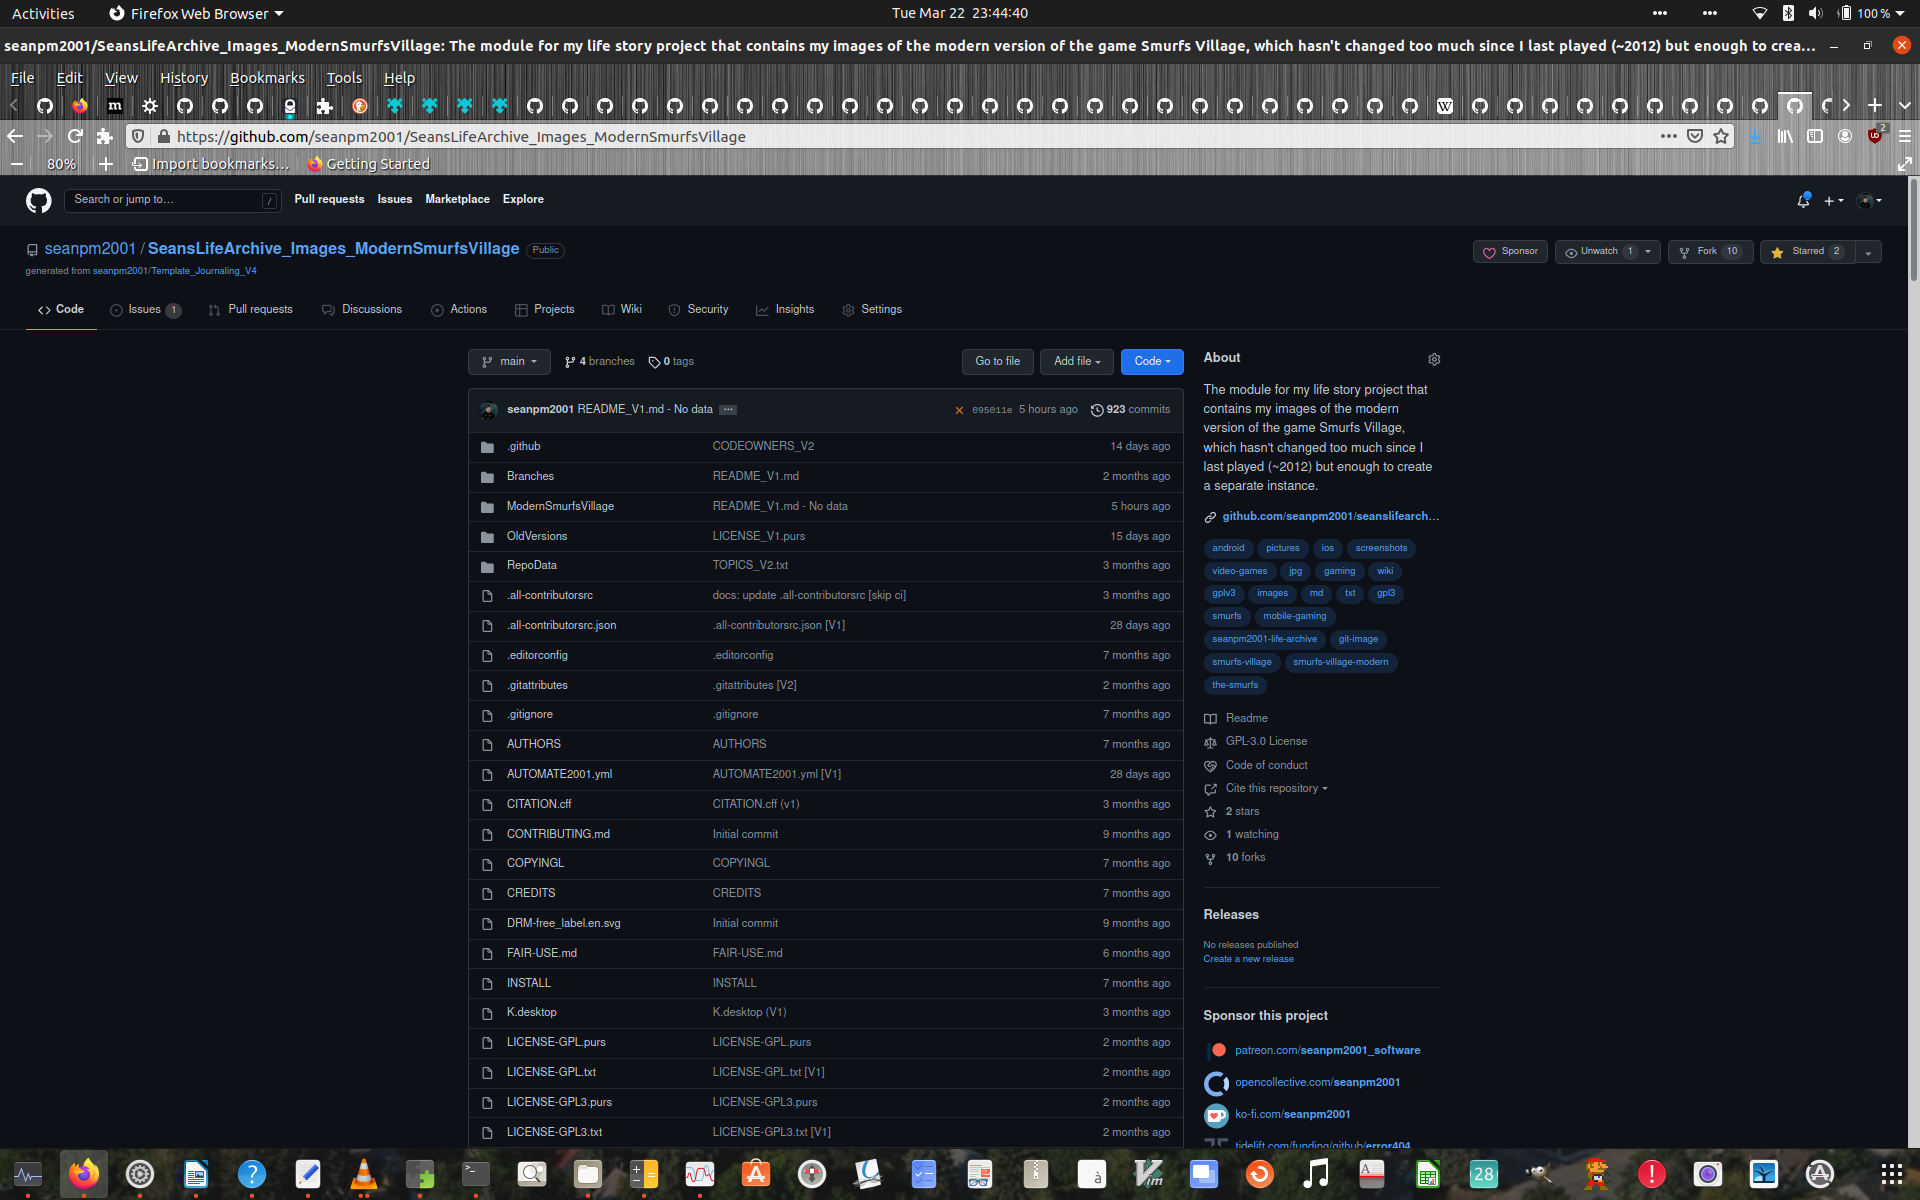 Activities
Firefox Web Browser
Tue Mar 22  23:44:40
100 %
seanpm2001/SeansLifeArchive_Images_ModernSmurfsVillage: The module for my life story project that contains my images of the modern version of the game Smurfs Village, which hasn't changed too much since I last played (~2012) but enough to crea...
File Edit View History Bookmarks Tools Help
https://github.com/seanpm2001/SeansLifeArchive_Images_ModernSmurfsVillage
2
80%
Import bookmarks...
Getting Started
Search or jump to... /
Pull requests Issues Marketplace Explore
seanpm2001 / SeansLifeArchive_Images_ModernSmurfsVillage Public
Sponsor
Unwatch 1
Fork 10
Starred 2
generated from seanpm2001/Template_Journaling_V4
Code
Issues 1
Pull requests
Discussions
Actions
Projects
Wiki
Security
Insights
Settings
main
4 branches
0 tags
Go to file
Add file
Code
seanpm2001 README_V1.md - No data ... 095011e 5 hours ago 923 commits
.github CODEOWNERS_V2 14 days ago
Branches README_V1.md 2 months ago
ModernSmurfsVillage README_V1.md - No data 5 hours ago
OldVersions LICENSE_V1.purs 15 days ago
RepoData TOPICS_V2.txt 3 months ago
.all-contributorsrc docs: update .all-contributorsrc [skip ci] 3 months ago
.all-contributorsrc.json .all-contributorsrc.json [V1] 28 days ago
.editorconfig .editorconfig 7 months ago
.gitattributes .gitattributes [V2] 2 months ago
.gitignore .gitignore 7 months ago
AUTHORS AUTHORS 7 months ago
AUTOMATE2001.yml AUTOMATE2001.yml [V1] 28 days ago
CITATION.cff CITATION.cff (v1) 3 months ago
CONTRIBUTING.md Initial commit 9 months ago
COPYINGL COPYINGL 7 months ago
CREDITS CREDITS 7 months ago
DRM-free_label.en.svg Initial commit 9 months ago
FAIR-USE.md FAIR-USE.md 6 months ago
INSTALL INSTALL 7 months ago
K.desktop K.desktop (V1) 3 months ago
LICENSE-GPL.purs LICENSE-GPL.purs 2 months ago
LICENSE-GPL.txt LICENSE-GPL.txt [V1] 2 months ago
LICENSE-GPL3.purs LICENSE-GPL3.purs 2 months ago
LICENSE-GPL3.txt LICENSE-GPL3.txt [V1] 2 months ago
About
The module for my life story project that
contains my images of the modern
version of the game Smurfs Village,
which hasn't changed too much since I
last played (~2012) but enough to create
a separate instance.
github.com/seanpm2001/seanslifearch...
android pictures ios screenshots
video-games jpg gaming wiki
gplv3 images md txt gpl3
smurfs mobile-gaming
seanpm2001-life-archive git-image
smurfs-village smurfs-village-modern
the-smurfs
Readme
GPL-3.0 License
Code of conduct
Cite this repository
2 stars
1 watching
10 forks
Releases
No releases published
Create a new release
Sponsor this project
patreon.com/seanpm2001_software
opencollective.com/seanpm2001
ko-fi.com/seanpm2001
tidelift.com/funding/github/error404
28